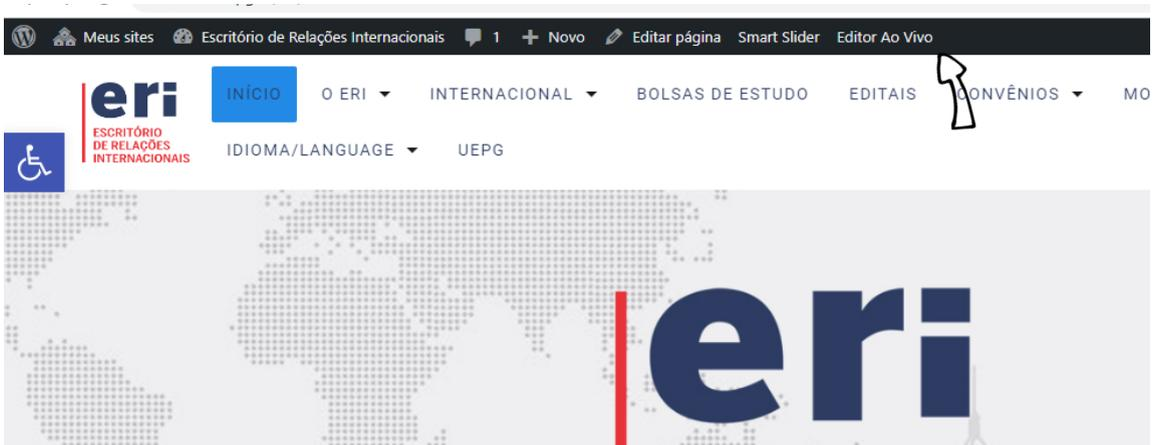 Meus sites Escritório de Relações Internacionais 1 Novo Editar página Smart Slider Editor Ao Vivo
eri
ESCRITÓRIO
DE RELAÇÕES
INTERNACIONAIS
INÍCIO O ERI INTERNACIONAL BOLSAS DE ESTUDO EDITAIS CONVÊNIOS MO
IDIOMA/LANGUAGE UEPG
eri